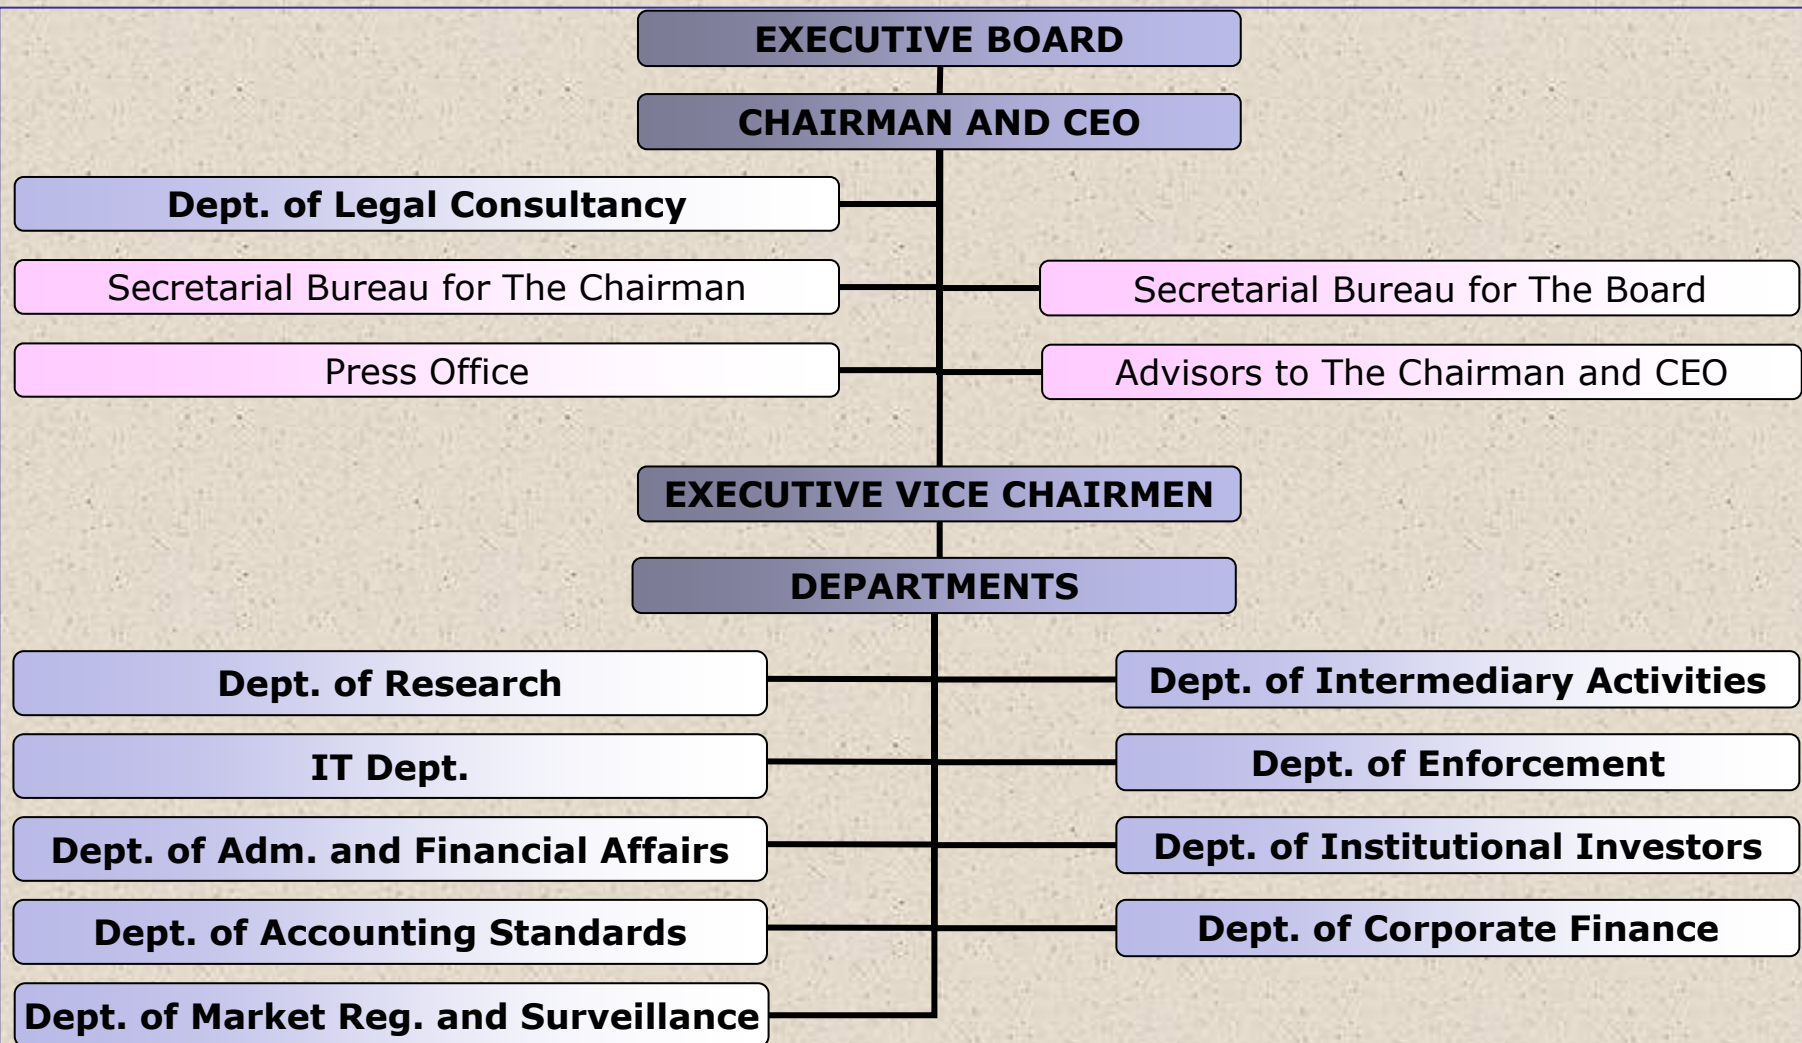 EXECUTIVE BOARD
CHAIRMAN AND CEO
Dept. of Legal Consultancy
Secretarial Bureau for The Chairman
Secretarial Bureau for The Board
Press Office
Advisors to The Chairman and CEO
EXECUTIVE VICE CHAIRMEN
DEPARTMENTS
Dept. of Research
Dept. of Intermediary Activities
IT Dept.
Dept. of Enforcement
Dept. of Adm. and Financial Affairs
Dept. of Institutional Investors
Dept. of Accounting Standards
Dept. of Corporate Finance
Dept. of Market Reg. and Surveillance